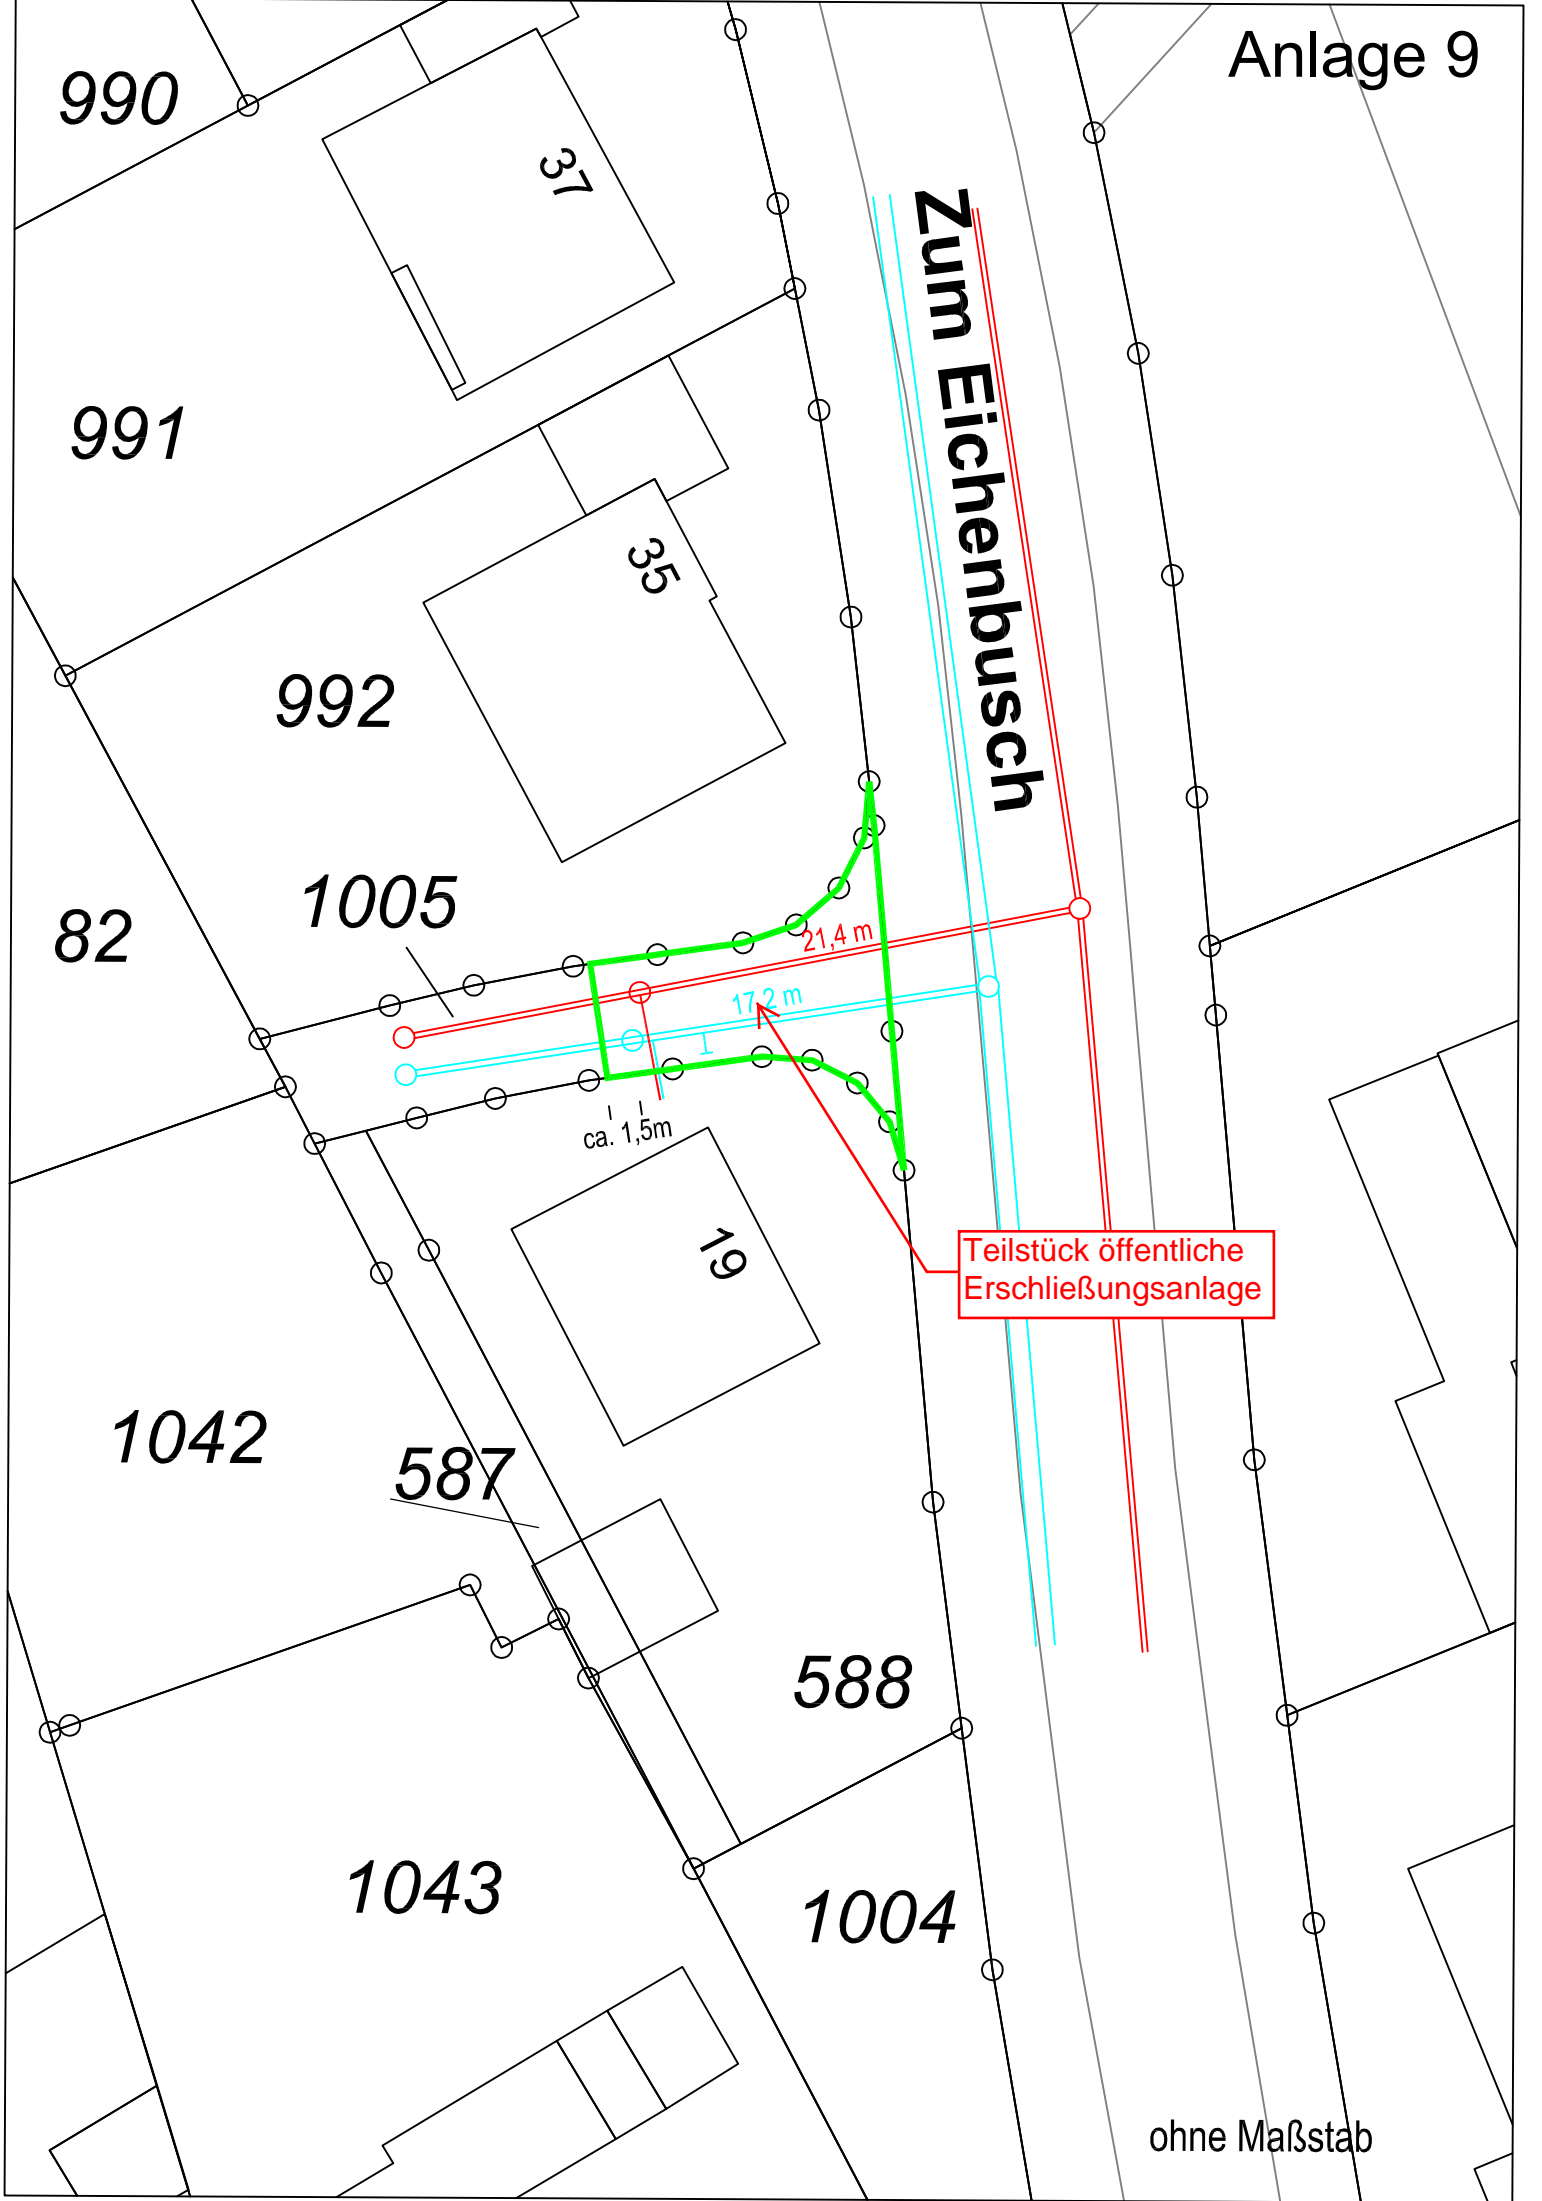 Anlage 9
990
37
Zum Eichenbusch
991
35
992
1005
82
21,4 m
17,2 m
ca. 1,5m
19
Teilstück öffentliche
Erschließungsanlage
1042
587
588
1043
1004
ohne Maßstab